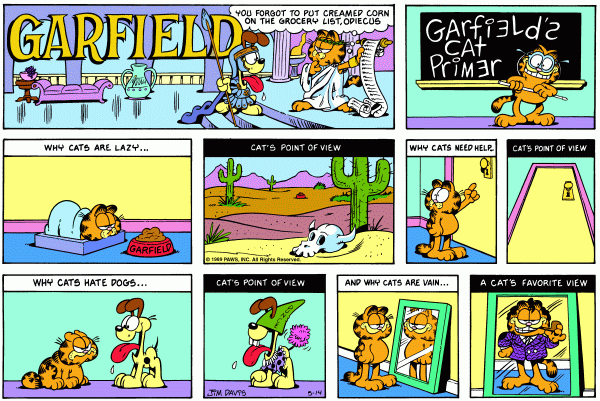 GARFIELD
YOU FORGOT TO PUT CREAMED CORN
ON THE GROCERY LIST, ODIECUS
GARfiELD'S
CAT
PRIMER
WHY CATS ARE LAZY...
GARFIELD
CAT'S POINT OF VIEW
© 1989 PAWS, INC. All Rights Reserved.
WHY CATS NEED HELP.
CAT'S POINT OF VIEW
WHY CATS HATE DOGS...
CAT'S POINT OF VIEW
JIM DAVIS
5-14
AND WHY CATS ARE VAIN...
A CAT'S FAVORITE VIEW